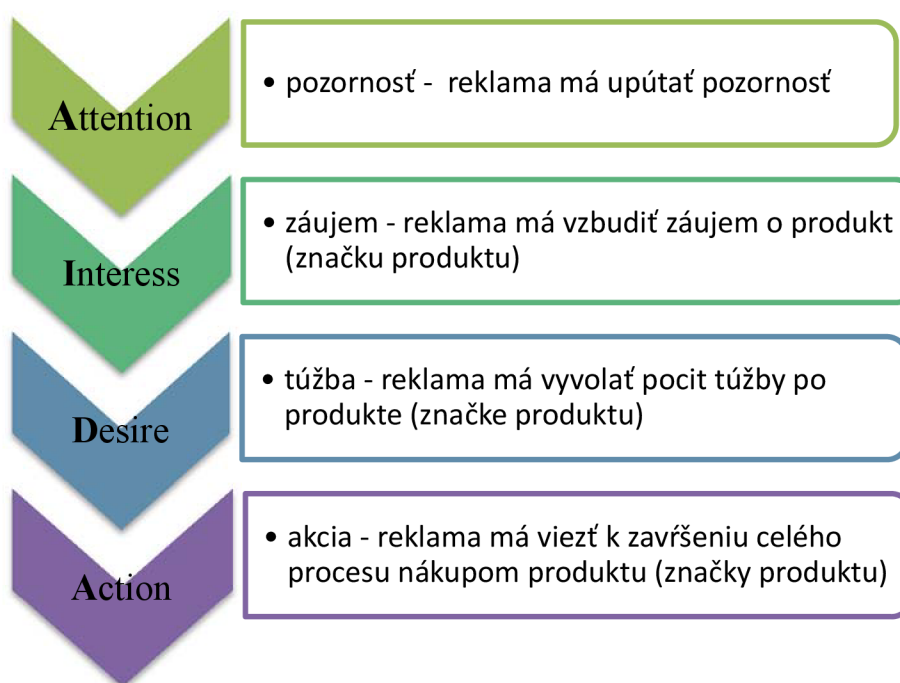 Attention
• pozornosť - reklama má upútať pozornosť
Interess
• záujem - reklama má vzbudiť záujem o produkt
(značku produktu)
Desire
• túžba - reklama má vyvolať pocit túžby po
produkte (značke produktu)
Action
• akcia - reklama má viezť k zavŕšeniu celého
procesu nákupom produktu (značky produktu)